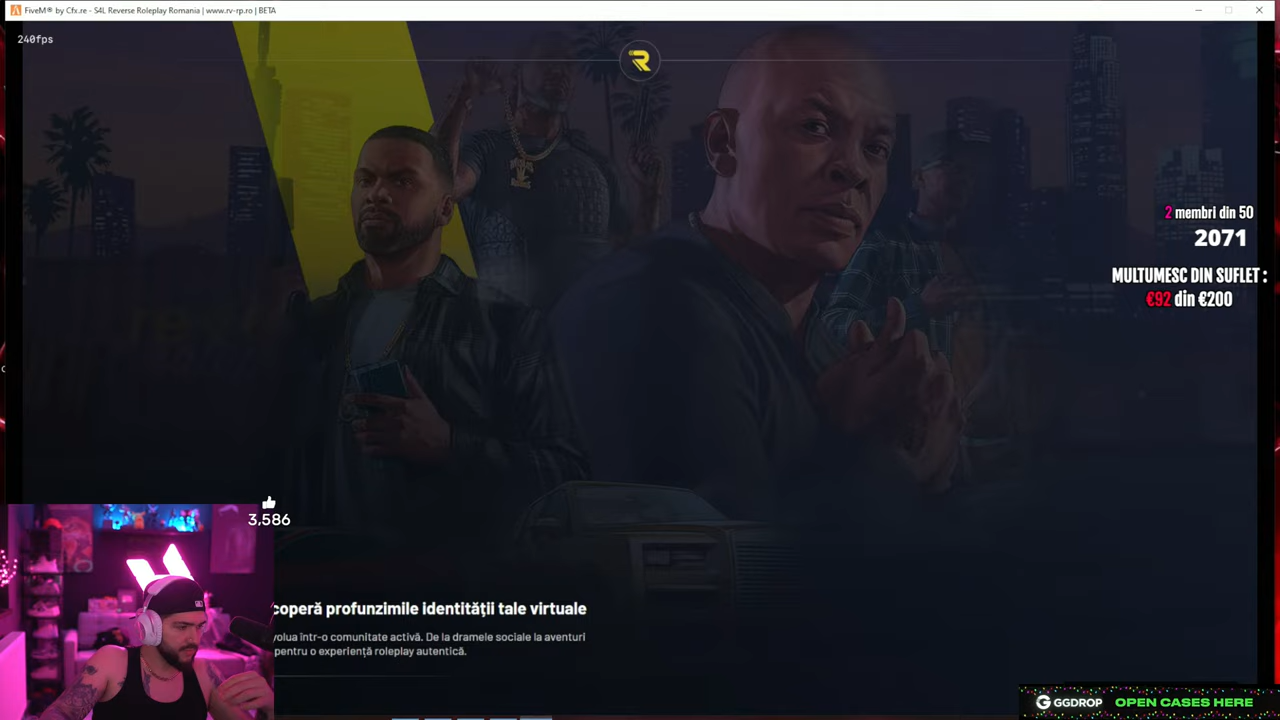 FiveM® by Cfx.re - S4L Reverse Roleplay Romania | www.rv-rp.ro | BETA
240fps
2 membri din 50
2071
MULTUMESC DIN SUFLET :
€92 din €200
3,586
coperă profunzimile identității tale virtuale
volua într-o comunitate activă. De la dramele sociale la aventuri
pentru o experiență roleplay autentică.
GGDROP OPEN CASES HERE